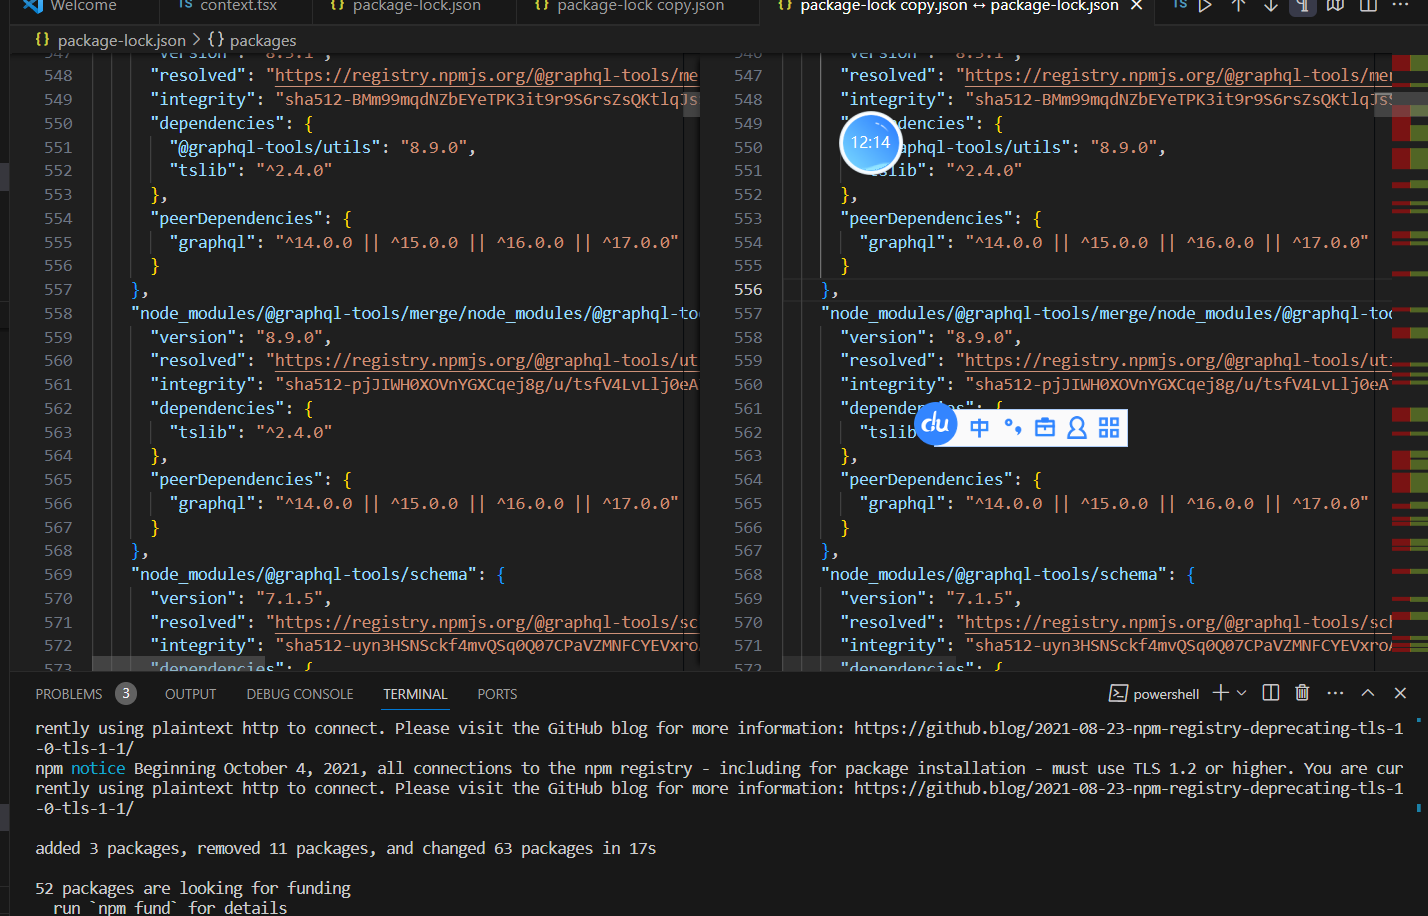 Welcome
TS context.tsx
{} package-lock.json
{} package-lock copy.json
{} package-lock copy.json ↔ package-lock.json
TS
{} package-lock.json > {} packages
547 "version": "8.3.1",
548 "resolved": "https://registry.npmjs.org/@graphql-tools/me
549 "integrity": "sha512-BMm99mqdNZbEYeTPK3it9r9S6rsZsQKtlqJs
550 "dependencies": {
551 "@graphql-tools/utils": "8.9.0",
552 "tslib": "^2.4.0"
553 },
554 "peerDependencies": {
555 "graphql": "^14.0.0 || ^15.0.0 || ^16.0.0 || ^17.0.0"
556 }
557 },
558 "node_modules/@graphql-tools/merge/node_modules/@graphql-to
559 "version": "8.9.0",
560 "resolved": "https://registry.npmjs.org/@graphql-tools/ut
561 "integrity": "sha512-pjJIWH0XOVnYGXCqej8g/u/tsfV4LvLlj0eA
562 "dependencies": {
563 "tslib": "^2.4.0"
564 },
565 "peerDependencies": {
566 "graphql": "^14.0.0 || ^15.0.0 || ^16.0.0 || ^17.0.0"
567 }
568 },
569 "node_modules/@graphql-tools/schema": {
570 "version": "7.1.5",
571 "resolved": "https://registry.npmjs.org/@graphql-tools/sc
572 "integrity": "sha512-uyn3HSNSckf4mvQSq0Q07CPaVZMNFCYEVxro
573 "dependencies": {
546 "version": "8.3.1",
547 "resolved": "https://registry.npmjs.org/@graphql-tools/mer
548 "integrity": "sha512-BMm99mqdNZbEYeTPK3it9r9S6rsZsQKtlqJsS
549 dependencies": {
12:14
550 aphql-tools/utils": "8.9.0",
551 slib": "^2.4.0"
552 },
553 "peerDependencies": {
554 "graphql": "^14.0.0 || ^15.0.0 || ^16.0.0 || ^17.0.0"
555 }
556 },
557 "node_modules/@graphql-tools/merge/node_modules/@graphql-too
558 "version": "8.9.0",
559 "resolved": "https://registry.npmjs.org/@graphql-tools/uti
560 "integrity": "sha512-pjJIWH0XOVnYGXCqej8g/u/tsfV4LvLlj0eAT
561 "dependencies": {
562 "tslib
du 中 °,
563 },
564 "peerDependencies": {
565 "graphql": "^14.0.0 || ^15.0.0 || ^16.0.0 || ^17.0.0"
566 }
567 },
568 "node_modules/@graphql-tools/schema": {
569 "version": "7.1.5",
570 "resolved": "https://registry.npmjs.org/@graphql-tools/sch
571 "integrity": "sha512-uyn3HSNSckf4mvQSq0Q07CPaVZMNFCYEVxroA
572 "dependencies": {
PROBLEMS 3 OUTPUT DEBUG CONSOLE TERMINAL PORTS
powershell
rently using plaintext http to connect. Please visit the GitHub blog for more information: https://github.blog/2021-08-23-npm-registry-deprecating-tls-1
-0-tls-1-1/
npm notice Beginning October 4, 2021, all connections to the npm registry - including for package installation - must use TLS 1.2 or higher. You are cur
rently using plaintext http to connect. Please visit the GitHub blog for more information: https://github.blog/2021-08-23-npm-registry-deprecating-tls-1
-0-tls-1-1/
added 3 packages, removed 11 packages, and changed 63 packages in 17s
52 packages are looking for funding
run `npm fund` for details